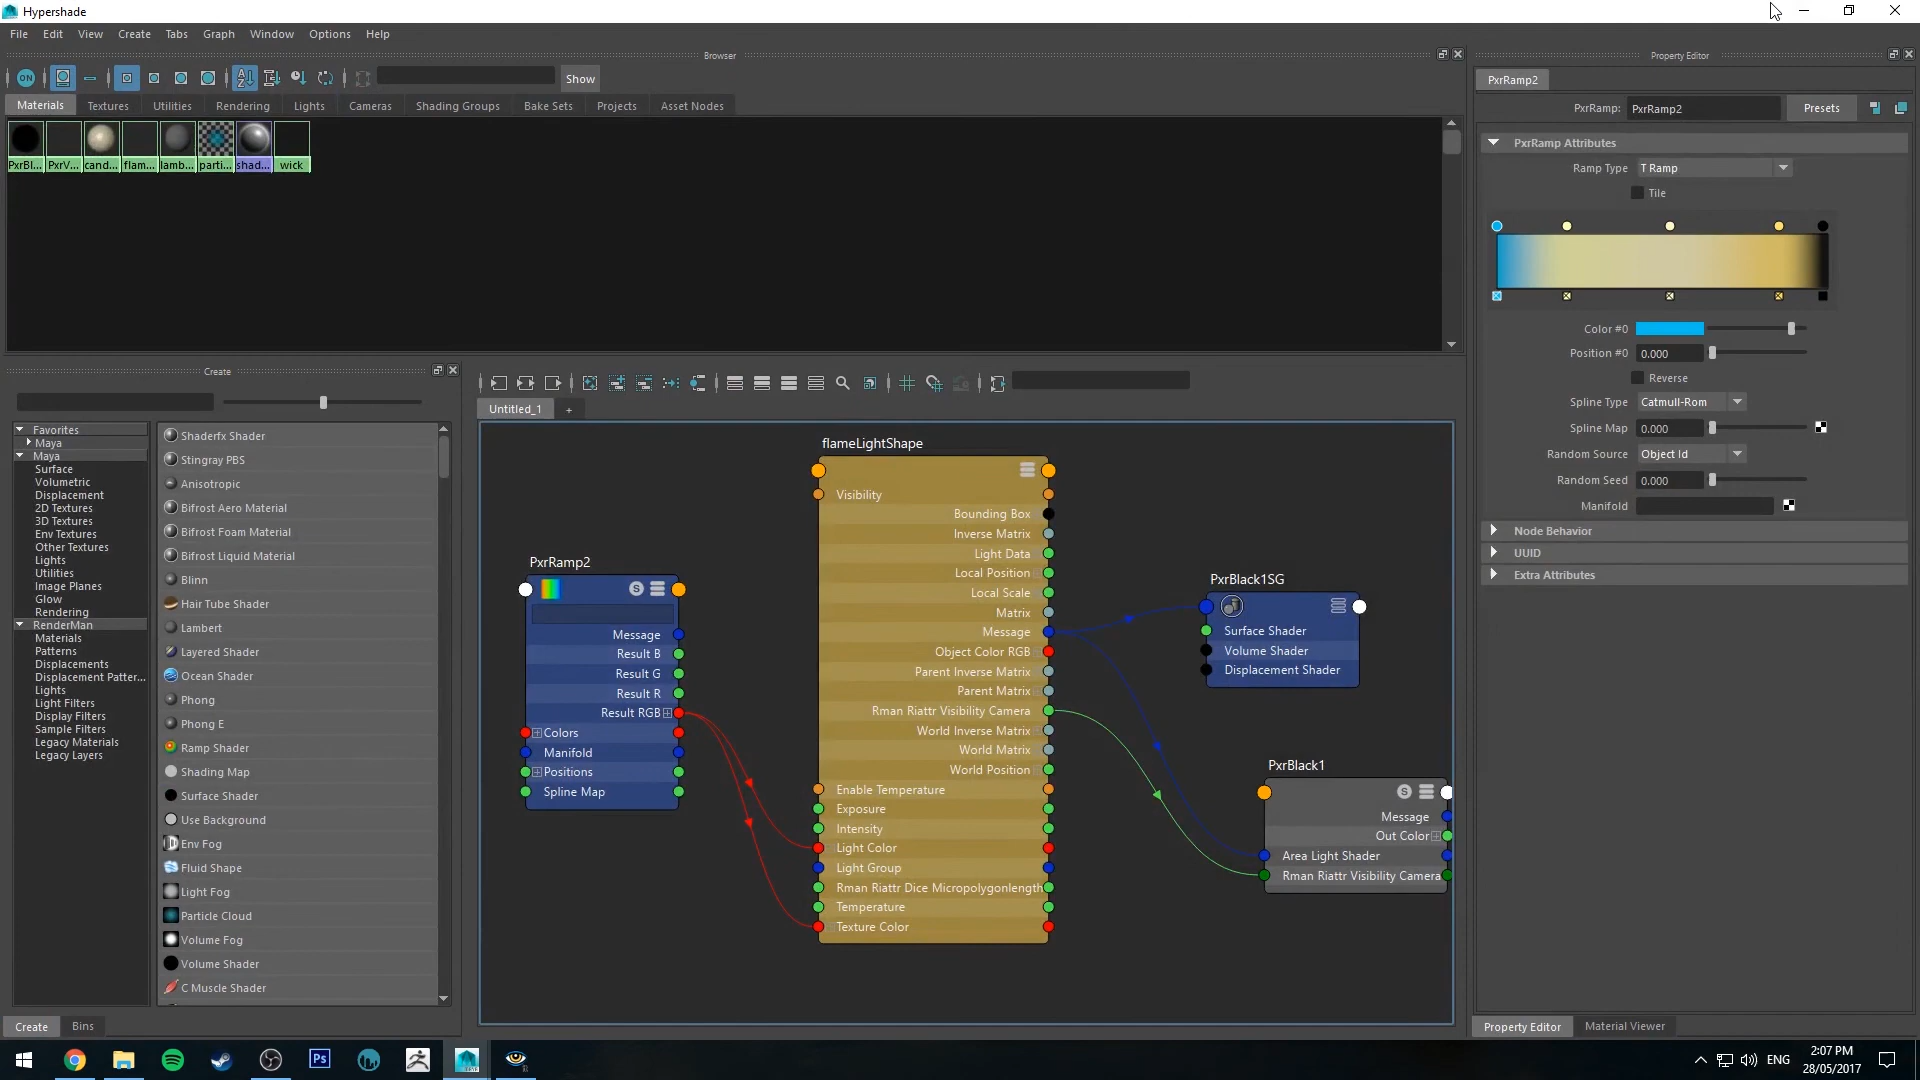 Hypershade
File Edit View Create Tabs Graph Window Options Help
Browser
ON
Show
Materials Textures Utilities Rendering Lights Cameras Shading Groups Bake Sets Projects Asset Nodes
PxrBl... PxrV... cand... flam... lamb... parti... shad... wick
Create
Favorites
Maya
Maya
Surface
Volumetric
Displacement
2D Textures
3D Textures
Env Textures
Other Textures
Lights
Utilities
Image Planes
Glow
Rendering
RenderMan
Materials
Patterns
Displacements
Displacement Patter...
Lights
Light Filters
Display Filters
Sample Filters
Legacy Materials
Legacy Layers
Shaderfx Shader
Stingray PBS
Anisotropic
Bifrost Aero Material
Bifrost Foam Material
Bifrost Liquid Material
Blinn
Hair Tube Shader
Lambert
Layered Shader
Ocean Shader
Phong
Phong E
Ramp Shader
Shading Map
Surface Shader
Use Background
Env Fog
Fluid Shape
Light Fog
Particle Cloud
Volume Fog
Volume Shader
C Muscle Shader
Create Bins
Untitled_1 +
PxrRamp2
S
Message
Result B
Result G
Result R
Result RGB
Colors
Manifold
Positions
Spline Map
flameLightShape
Visibility
Bounding Box
Inverse Matrix
Light Data
Local Position
Local Scale
Matrix
Message
Object Color RGB
Parent Inverse Matrix
Parent Matrix
Rman Riattr Visibility Camera
World Inverse Matrix
World Matrix
World Position
Enable Temperature
Exposure
Intensity
Light Color
Light Group
Rman Riattr Dice Micropolygonlength
Temperature
Texture Color
PxrBlack1SG
Surface Shader
Volume Shader
Displacement Shader
PxrBlack1
S
Message
Out Color
Area Light Shader
Rman Riattr Visibility Camera
Property Editor
PxrRamp2
PxrRamp: PxrRamp2 Presets
PxrRamp Attributes
Ramp Type T Ramp
Tile
Color #0
Position #0 0.000
Reverse
Spline Type Catmull-Rom
Spline Map 0.000
Random Source Object Id
Random Seed 0.000
Manifold
Node Behavior
UUID
Extra Attributes
Property Editor Material Viewer
Ps
ENG
2:07 PM
28/05/2017